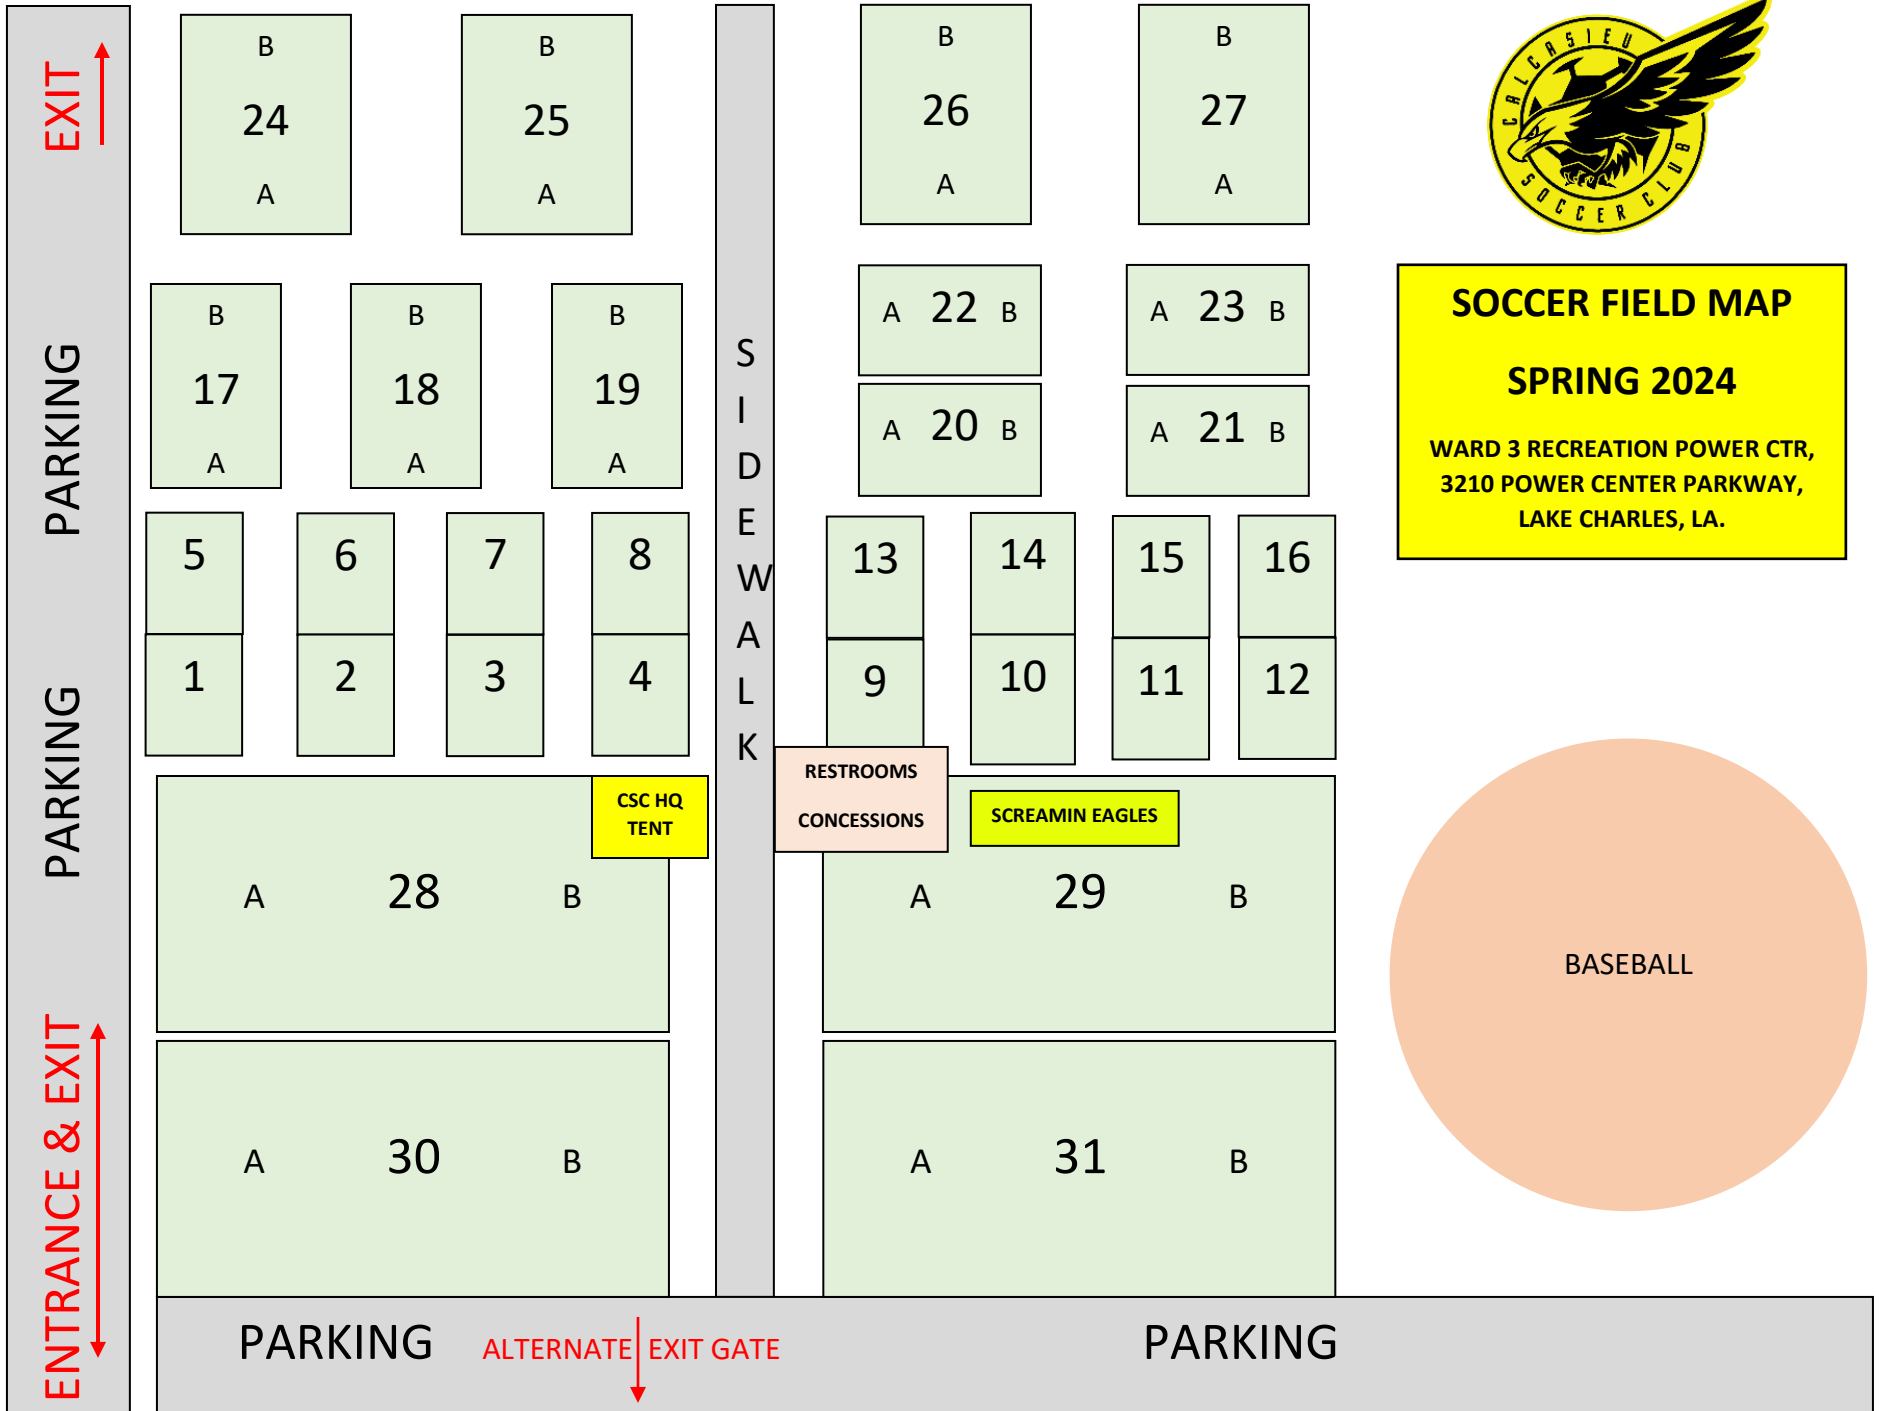 EXIT
PARKING
PARKING
ENTRANCE & EXIT
B
24
A
B
25
A
B
17
A
B
18
A
B
19
A
5
6
7
8
1
2
3
4
CSC HQ
TENT
A 28 B
A 30 B
SIDEWALK
B
26
A
B
27
A
A 22 B
A 23 B
A 20 B
A 21 B
13
14
15
16
9
10
11
12
RESTROOMS
CONCESSIONS
SCREAMIN EAGLES
A 29 B
A 31 B
CALCASIEU
SOCCER CLUB
SOCCER FIELD MAP
SPRING 2024
WARD 3 RECREATION POWER CTR,
3210 POWER CENTER PARKWAY,
LAKE CHARLES, LA.
BASEBALL
PARKING
ALTERNATE EXIT GATE
PARKING